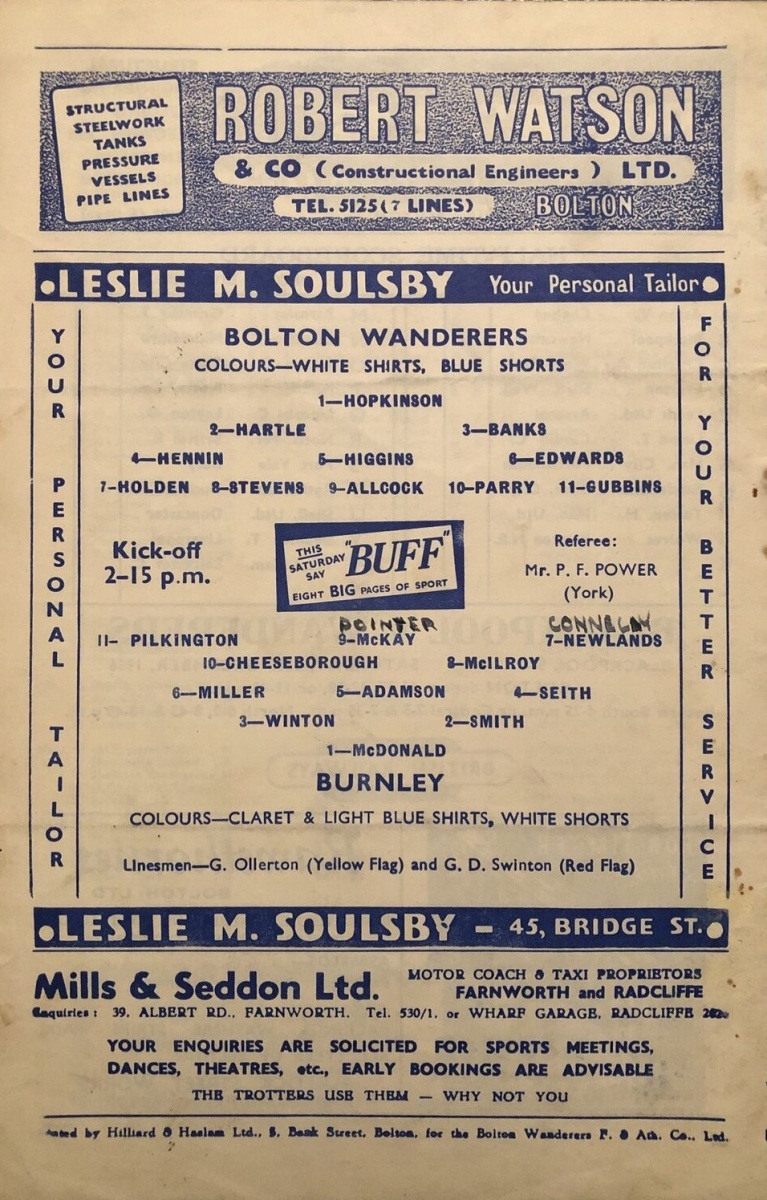 STRUCTURAL
STEELWORK
TANKS
PRESSURE
VESSELS
PIPE LINES
ROBERT WATSON
& CO (Constructional Engineers) LTD.
TEL. 5125 (7 LINES) BOLTON
LESLIE M. SOULSBY Your Personal Tailor
YOUR PERSONAL TAILOR
BOLTON WANDERERS
COLOURS—WHITE SHIRTS, BLUE SHORTS
1—HOPKINSON
2—HARTLE 3—BANKS
4—HENNIN 5—HIGGINS 6—EDWARDS
7-HOLDEN 8-STEVENS 9-ALLCOCK 10-PARRY 11-GUBBINS
Kick-off
2-15 p.m.
THIS
SATURDAY
SAY
"BUFF"
EIGHT BIG PAGES OF SPORT
Referee:
Mr. P. F. POWER
(York)
POINTER
11- PILKINGTON 9-McKAY 7-NEWLANDS
10-CHEESEBOROUGH 8-McILROY
6—MILLER 5—ADAMSON 4—SEITH
3—WINTON 2—SMITH
1—McDONALD
BURNLEY
COLOURS—CLARET & LIGHT BLUE SHIRTS, WHITE SHORTS
Linesmen—G. Ollerton (Yellow Flag) and G. D. Swinton (Red Flag)
FOR YOUR BETTER SERVICE
LESLIE M. SOULSBY – 45, BRIDGE ST.
Mills & Seddon Ltd.
MOTOR COACH & TAXI PROPRIETORS
FARNWORTH and RADCLIFFE
Enquiries: 39, ALBERT RD., FARNWORTH. Tel. 530/1. or WHARF GARAGE, RADCLIFFE
YOUR ENQUIRIES ARE SOLICITED FOR SPORTS MEETINGS,
DANCES, THEATRES, etc., EARLY BOOKINGS ARE ADVISABLE
THE TROTTERS USE THEM — WHY NOT YOU
by Hilliard & Haslam Ltd., 5, Bank Street, Bolton, for the Bolton Wanderers F. & Ath. Co., Ltd.